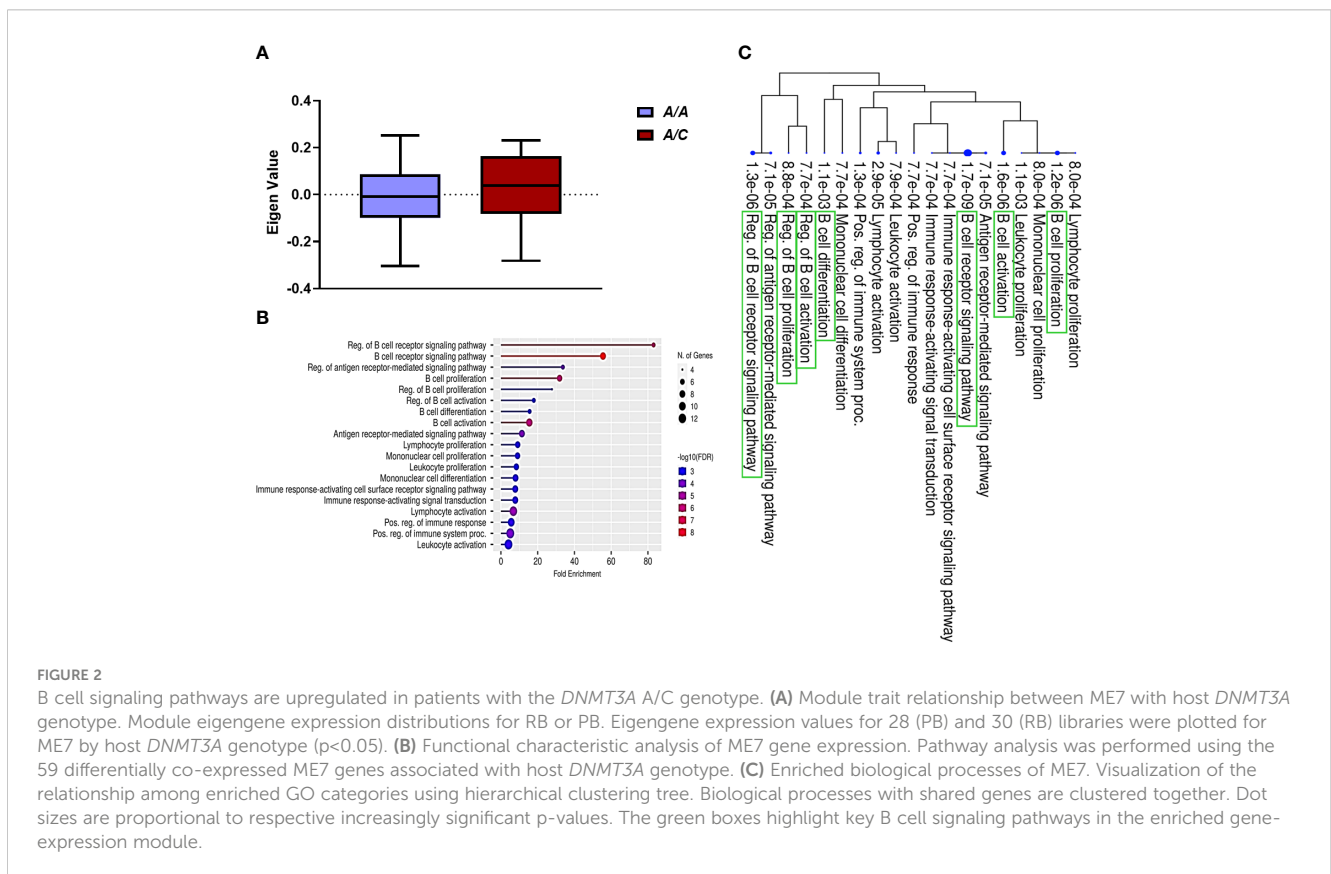 A
0.4
0.2
0.0
-0.2
-0.4
Eigen Value
A/A
A/C
B
Reg. of B cell receptor signaling pathway
B cell receptor signaling pathway
Reg. of antigen receptor-mediated signaling pathway
B cell proliferation
Reg. of B cell proliferation
Reg. of B cell activation
B cell differentiation
B cell activation
Antigen receptor-mediated signaling pathway
Lymphocyte proliferation
Mononuclear cell proliferation
Leukocyte proliferation
Mononuclear cell differentiation
Immune response-activating cell surface receptor signaling pathway
Immune response-activating signal transduction
Lymphocyte activation
Pos. reg. of immune response
Pos. reg. of immune system proc.
Leukocyte activation
0 20 40 60 80
Fold Enrichment
N. of Genes
4
6
8
10
12
-log10(FDR)
3
4
5
6
7
8
C
8.0e-04 Lymphocyte proliferation
1.2e-06 B cell proliferation
8.0e-04 Mononuclear cell proliferation
1.1e-03 Leukocyte proliferation
1.6e-06 B cell activation
7.1e-05 Antigen receptor-mediated signaling pathway
1.7e-09 B cell receptor signaling pathway
7.7e-04 Immune response-activating cell surface receptor signaling pathway
7.7e-04 Immune response-activating signal transduction
7.7e-04 Pos. reg. of immune response
7.9e-04 Leukocyte activation
2.9e-05 Lymphocyte activation
1.3e-04 Pos. reg. of immune system proc.
7.7e-04 Mononuclear cell differentiation
1.1e-03 B cell differentiation
7.7e-04 Reg. of B cell activation
8.8e-04 Reg. of B cell proliferation
7.1e-05 Reg. of antigen receptor-mediated signaling pathway
1.3e-06 Reg. of B cell receptor signaling pathway
FIGURE 2
B cell signaling pathways are upregulated in patients with the DNMT3A A/C genotype. (A) Module trait relationship between ME7 with host DNMT3A
genotype. Module eigengene expression distributions for RB or PB. Eigengene expression values for 28 (PB) and 30 (RB) libraries were plotted for
ME7 by host DNMT3A genotype (p<0.05). (B) Functional characteristic analysis of ME7 gene expression. Pathway analysis was performed using the
59 differentially co-expressed ME7 genes associated with host DNMT3A genotype. (C) Enriched biological processes of ME7. Visualization of the
relationship among enriched GO categories using hierarchical clustering tree. Biological processes with shared genes are clustered together. Dot
sizes are proportional to respective increasingly significant p-values. The green boxes highlight key B cell signaling pathways in the enriched gene-
expression module.